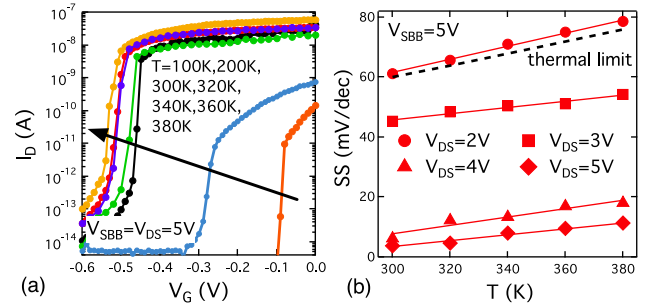 10^-7
10^-8
10^-9
10^-10
10^-11
10^-12
10^-13
10^-14
I_D (A)
T=100K,200K,
300K,320K,
340K,360K,
380K
V_SBB=V_DS=5V
-0.6 -0.5 -0.4 -0.3 -0.2 -0.1 0.0
(a) V_G (V)
80
60
40
20
0
SS (mV/dec)
V_SBB=5V
thermal limit
V_DS=2V V_DS=3V
V_DS=4V V_DS=5V
300 320 340 360 380
(b) T (K)